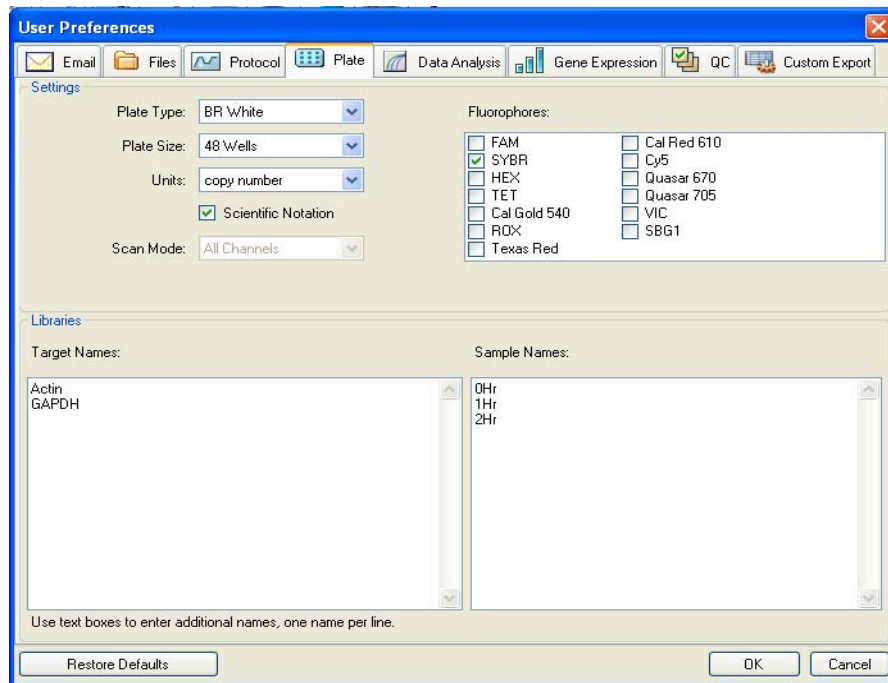 User Preferences
Email Files Protocol Plate Data Analysis Gene Expression QC Custom Export
Settings
Plate Type: BR White
Plate Size: 48 Wells
Units: copy number
Scientific Notation
Scan Mode: All Channels
Fluorophores:
FAM
SYBR
HEX
TET
Cal Gold 540
ROX
Texas Red
Cal Red 610
Cy5
Quasar 670
Quasar 705
VIC
SBG1
Libraries
Target Names:
Actin
GAPDH
Sample Names:
0Hr
1Hr
2Hr
Use text boxes to enter additional names, one name per line.
Restore Defaults OK Cancel